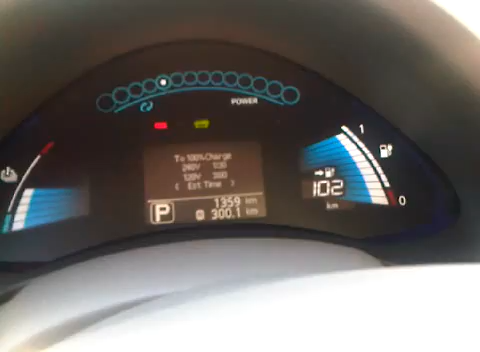 POWER
To 100% Charge
240V
120V
( Est Time )
1
102
km
0
P
1359 km
300.1 km